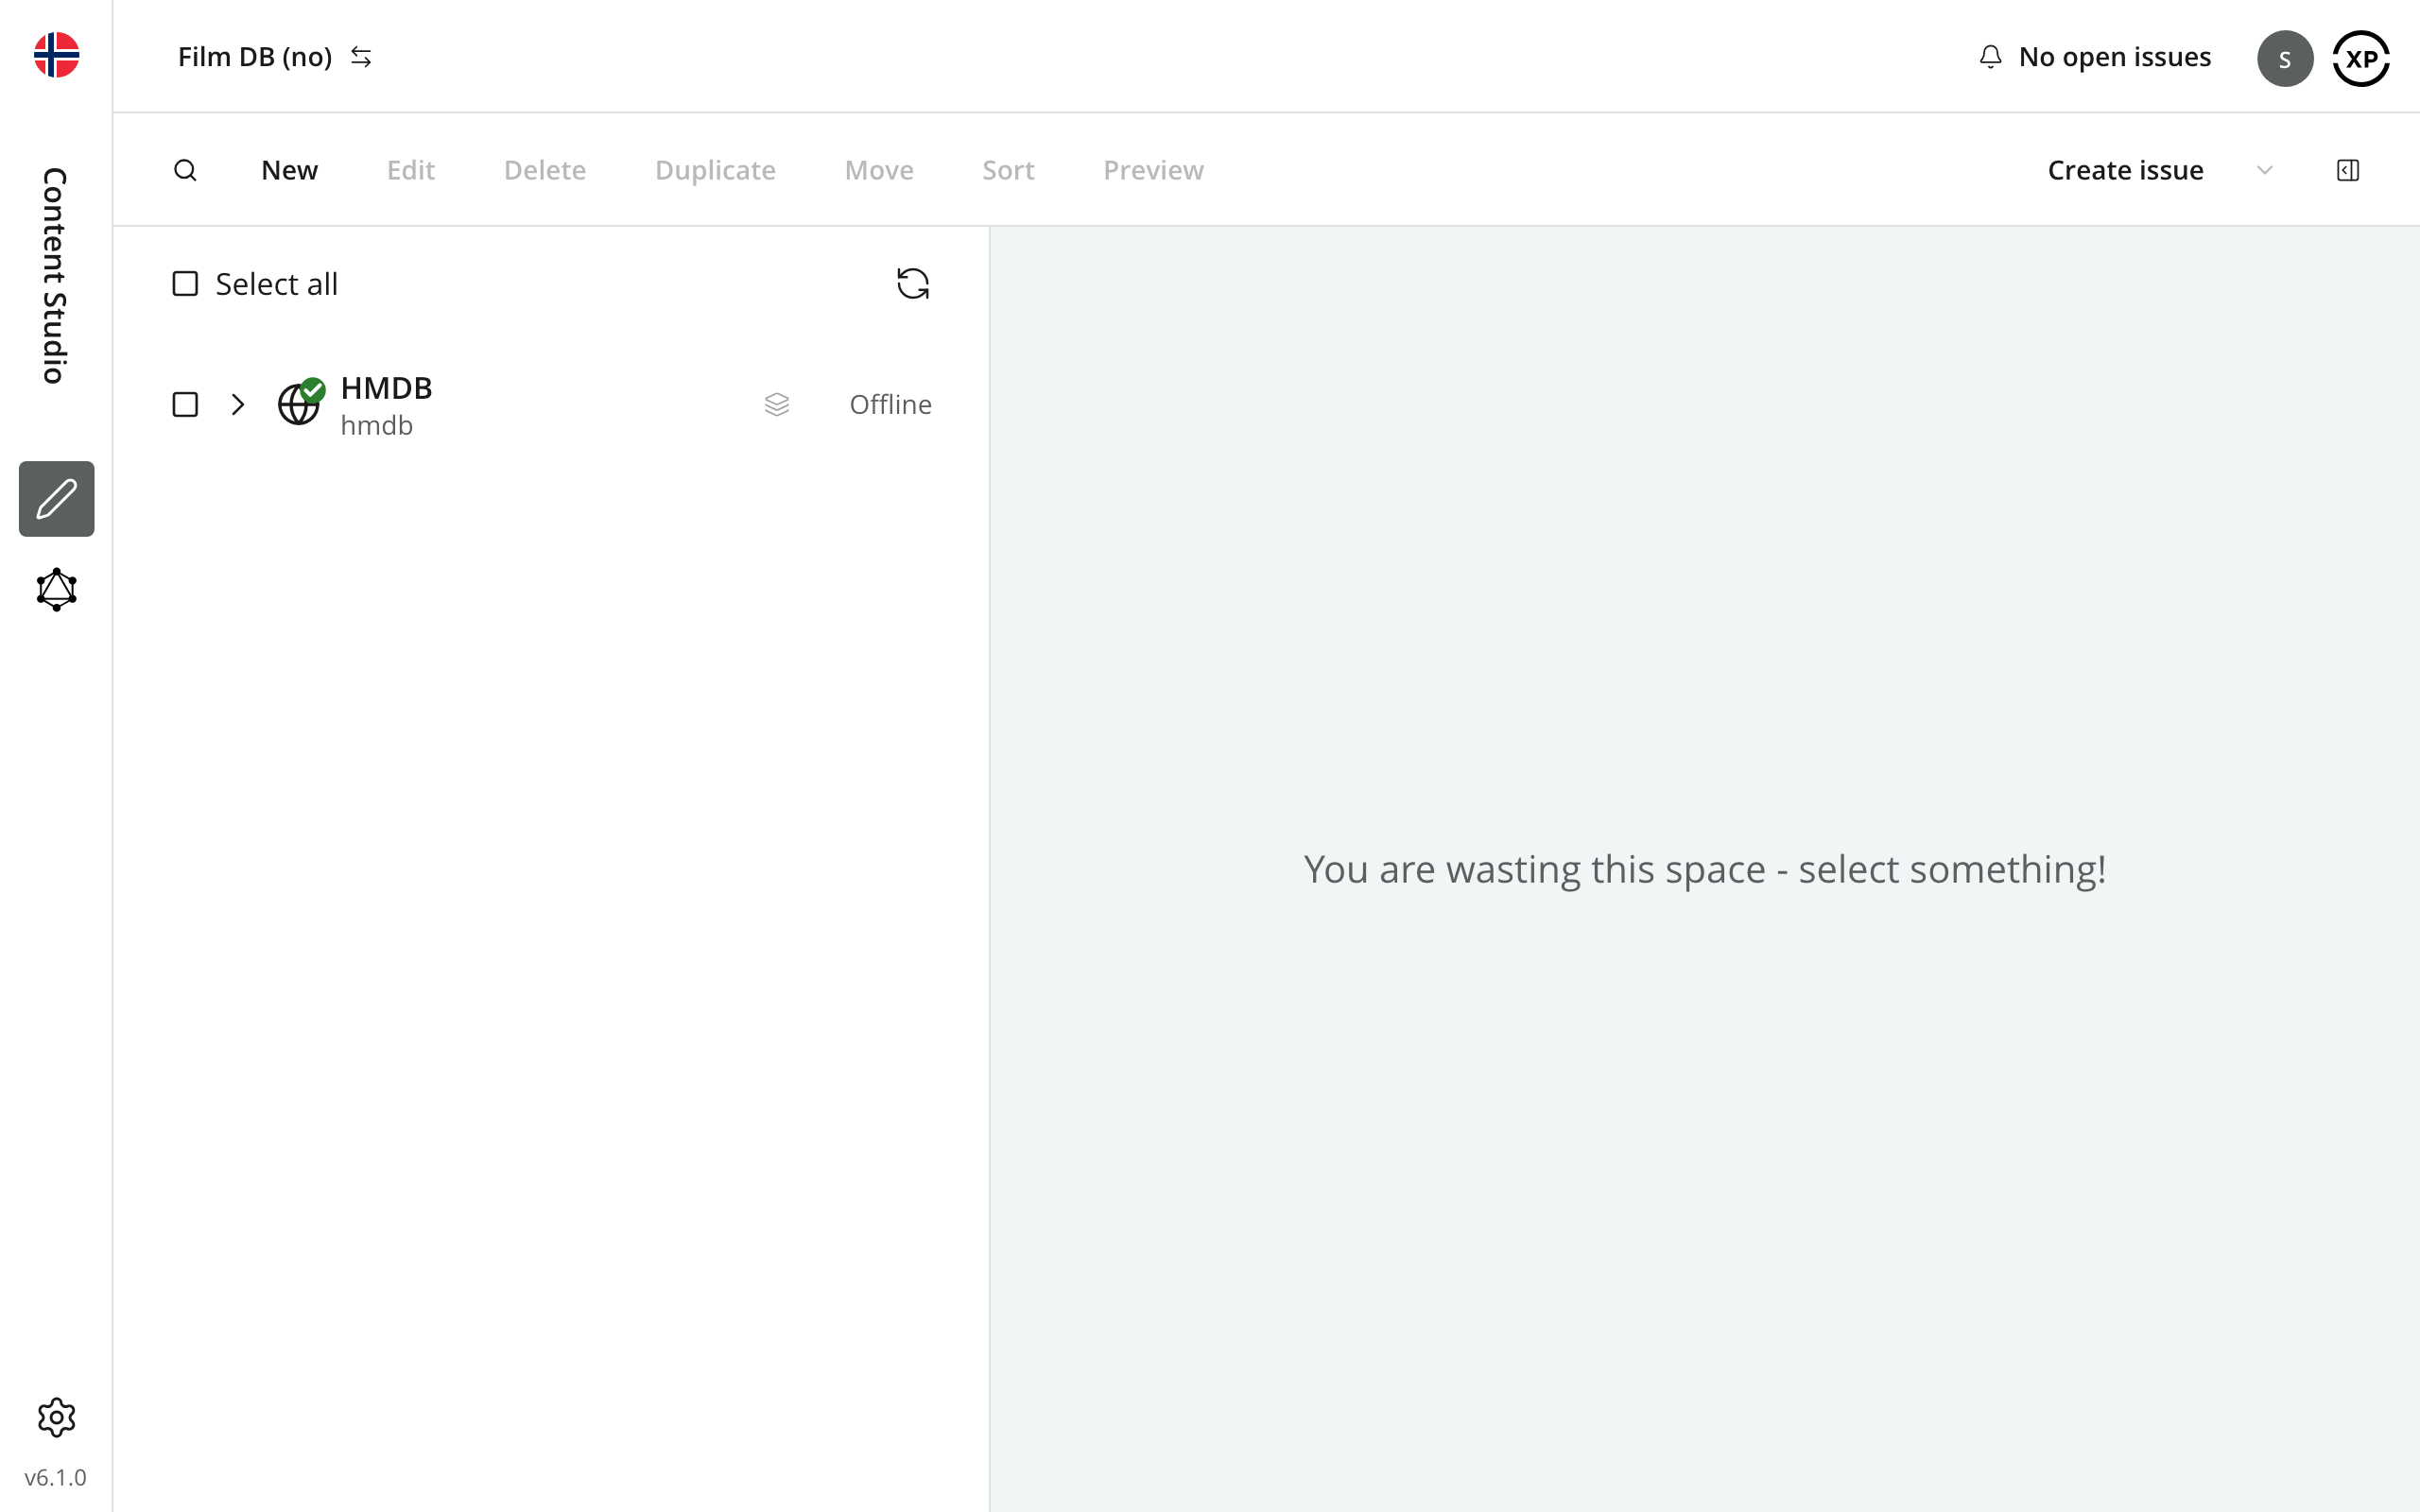 Film DB (no)
No open issues
S
XP
Content Studio
New Edit Delete Duplicate Move Sort Preview
Create issue
Select all
HMDB
hmdb
Offline
You are wasting this space - select something!
v6.1.0